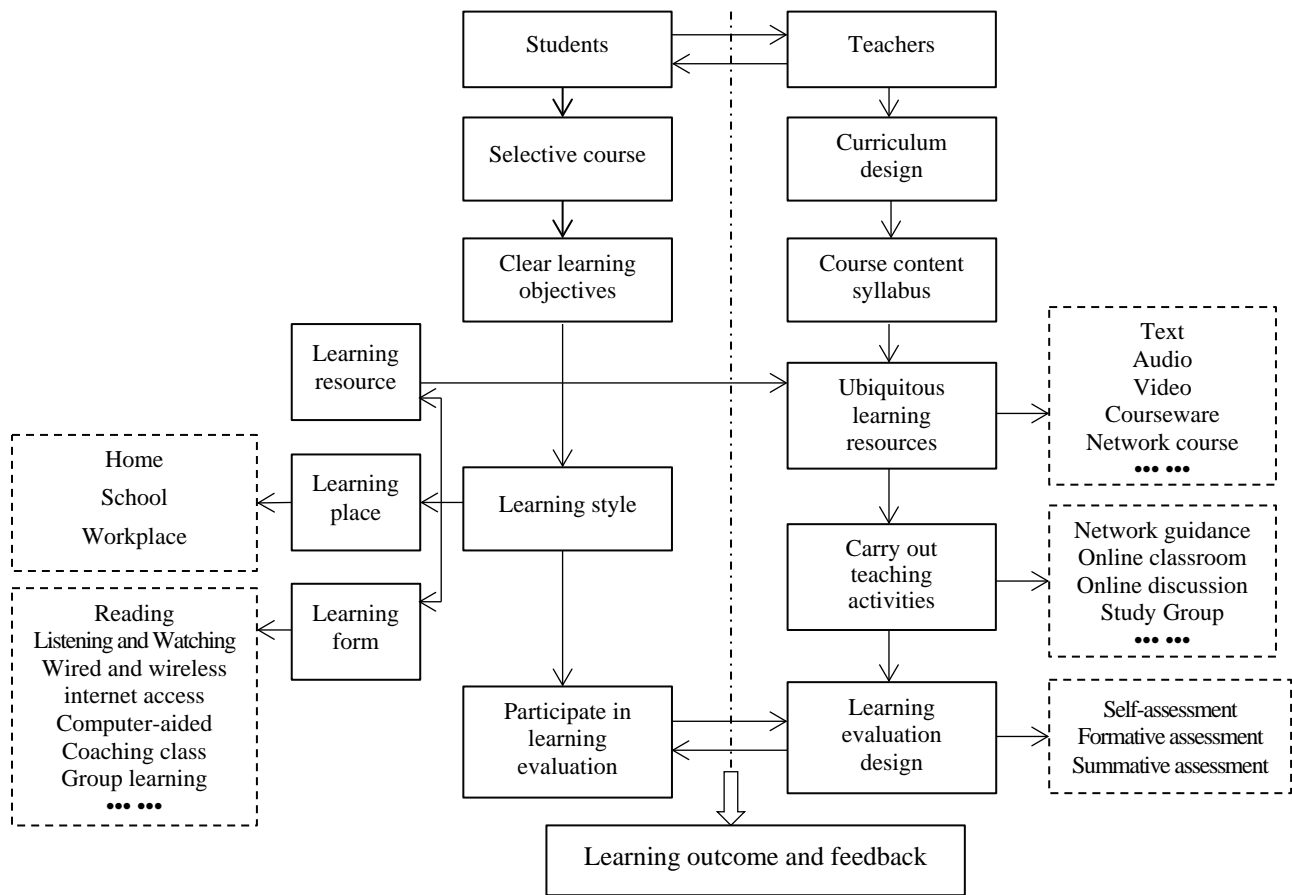 Students
Teachers
Selective course
Curriculum
design
Clear learning
objectives
Course content
syllabus
Learning
resource
Ubiquitous
learning
resources
Text
Audio
Video
Courseware
Network course
••• •••
Home
School
Workplace
Learning
place
Learning style
Carry out
teaching
activities
Network guidance
Online classroom
Online discussion
Study Group
••• •••
Reading
Listening and Watching
Wired and wireless
internet access
Computer-aided
Coaching class
Group learning
••• •••
Learning
form
Participate in
learning
evaluation
Learning
evaluation
design
Self-assessment
Formative assessment
Summative assessment
Learning outcome and feedback